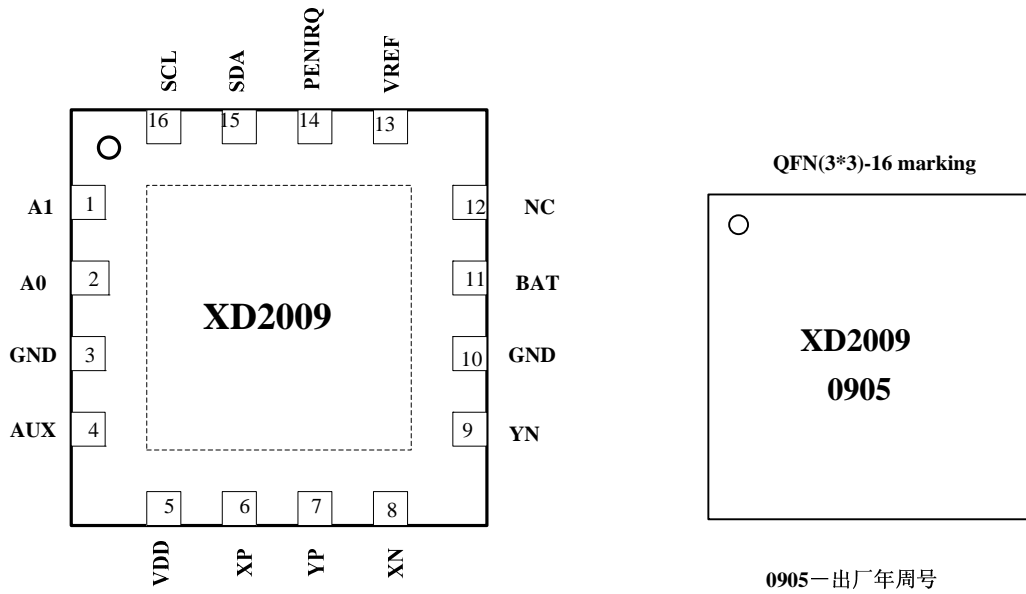 SCL
SDA
PENIRQ
VREF
16
15
14
13
QFN(3*3)-16 marking
A1
1
12
NC
A0
2
11
BAT
XD2009
XD2009
GND
3
10
GND
0905
AUX
4
9
YN
5
6
7
8
VDD
XP
YP
XN
0905－出厂年周号